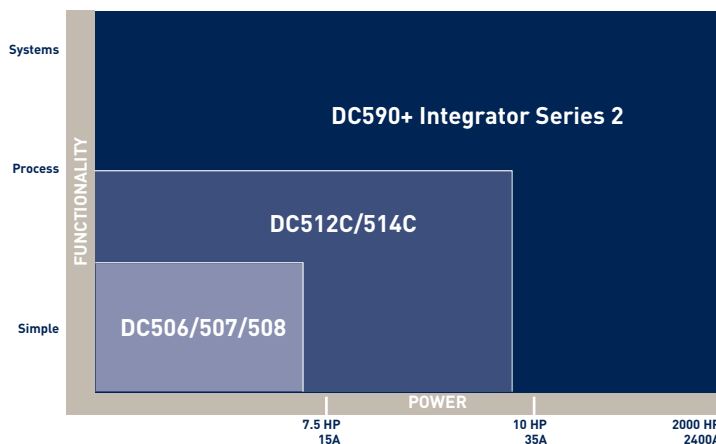 Systems
DC590+ Integrator Series 2
Process
FUNCTIONALITY
DC512C/514C
Simple
DC506/507/508
POWER
7.5 HP
15A
10 HP
35A
2000 HP
2400A